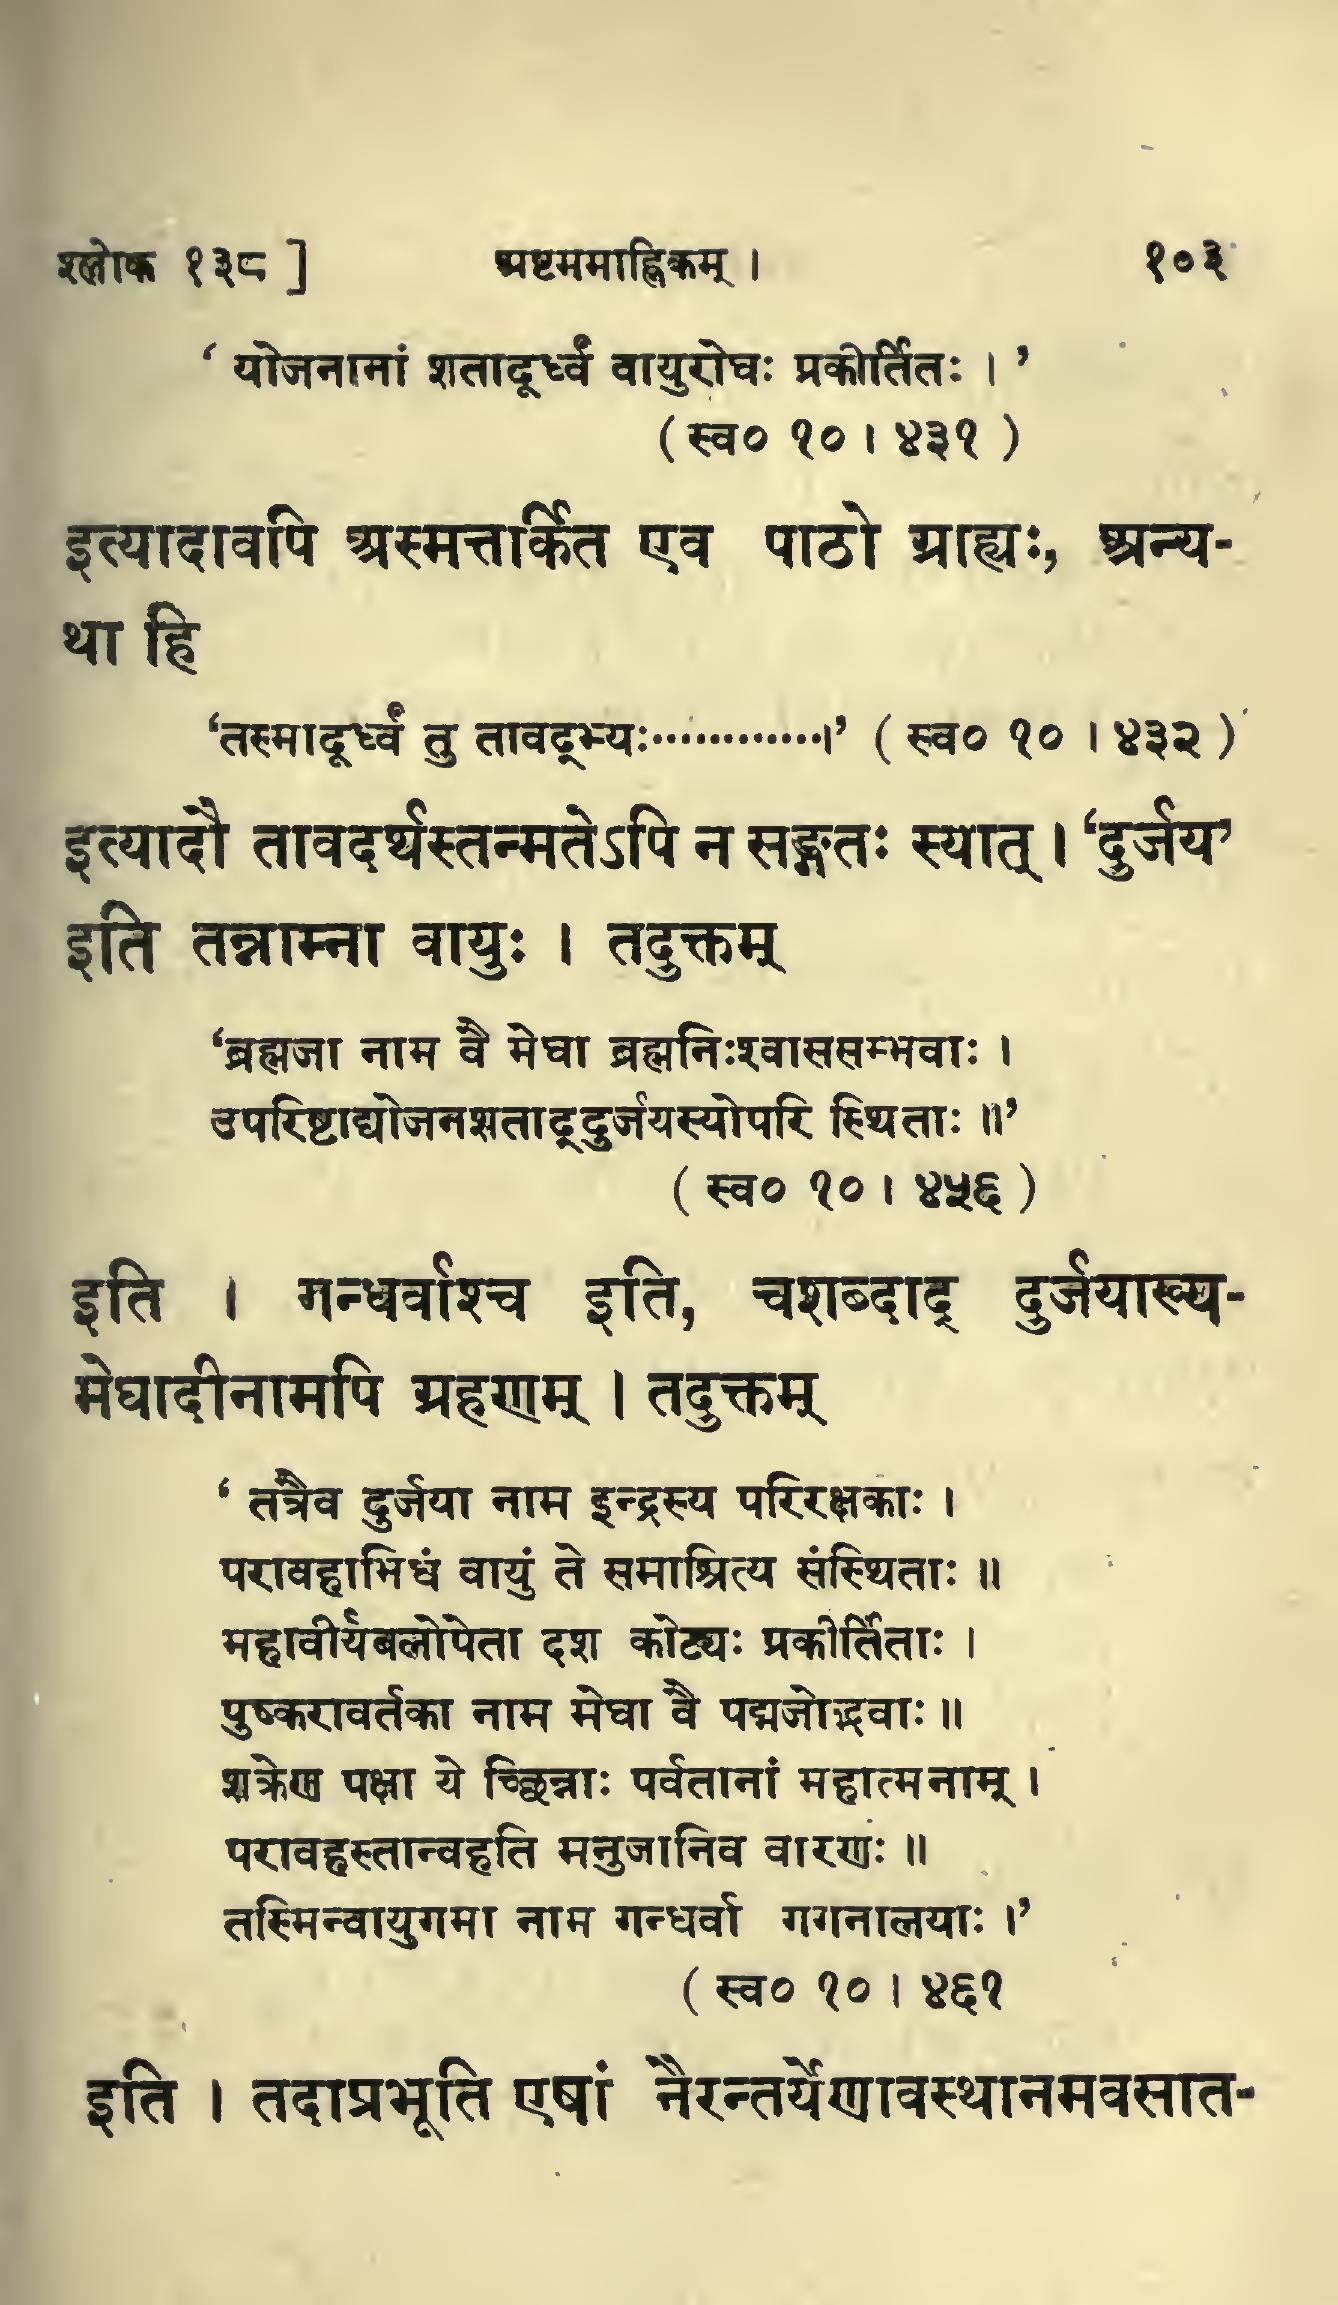 श्लोक १३८ ] अष्टममाह्निकम् । १०३
‘ योजनामां शतादूर्ध्वं वायुरोघः प्रकीर्तितः । ’
( स्व० १० । ४३१ )
इत्यादावपि अस्मत्तर्कित एव पाठो ग्राह्यः, अन्य-
था हि
‘तस्मादूर्ध्वं तु तावद्भ्यः............।’ ( स्व० १० । ४३२ )
इत्यादौ तावदर्थस्तन्मतेऽपि न सङ्गतः स्यात् । ‘दुर्जय’
इति तन्नाम्ना वायुः । तदुक्तम्
‘ब्रह्मजा नाम वै मेघा ब्रह्मनिःश्वाससम्भवाः ।
उपरिष्टाद्योजनशताद्दुर्जयस्योपरि स्थिताः ॥’
( स्व० १० । ४५६ )
इति । गन्धर्वाश्च इति, चशब्दाद् दुर्जयाख्य-
मेघादीनामपि ग्रहणम् । तदुक्तम्
‘ तत्रैव दुर्जया नाम इन्द्रस्य परिरक्षकाः ।
परावहाभिधं वायुं ते समाश्रित्य संस्थिताः ॥
महावीर्यबलोपेता दश कोट्यः प्रकीर्तिताः ।
पुष्करावर्तका नाम मेघा वै पद्मजोद्भवाः ॥
शक्रेण पक्षा ये च्छिन्नाः पर्वतानां महात्मनाम् ।
परावहस्तान्वहति मनुजानिव वारणः ॥
तस्मिन्वायुगमा नाम गन्धर्वा गगनालयाः ।’
( स्व० १० । ४६१
इति । तदाप्रभूति एषां नैरन्तर्येणावस्थानमवसात-